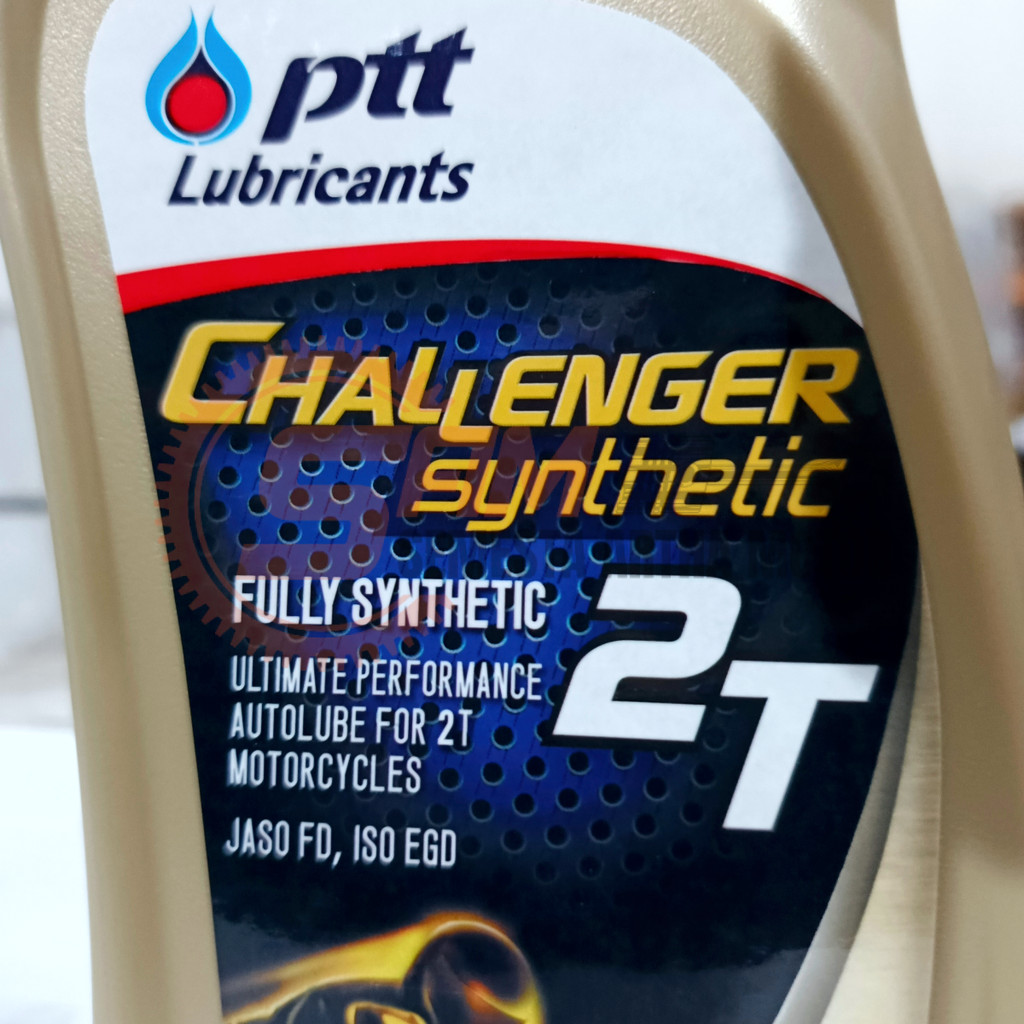 ptt
Lubricants
CHALLENGER
synthetic
FULLY SYNTHETIC
2T
ULTIMATE PERFORMANCE
AUTOLUBE FOR 2T
MOTORCYCLES
JASO FD, ISO EGD